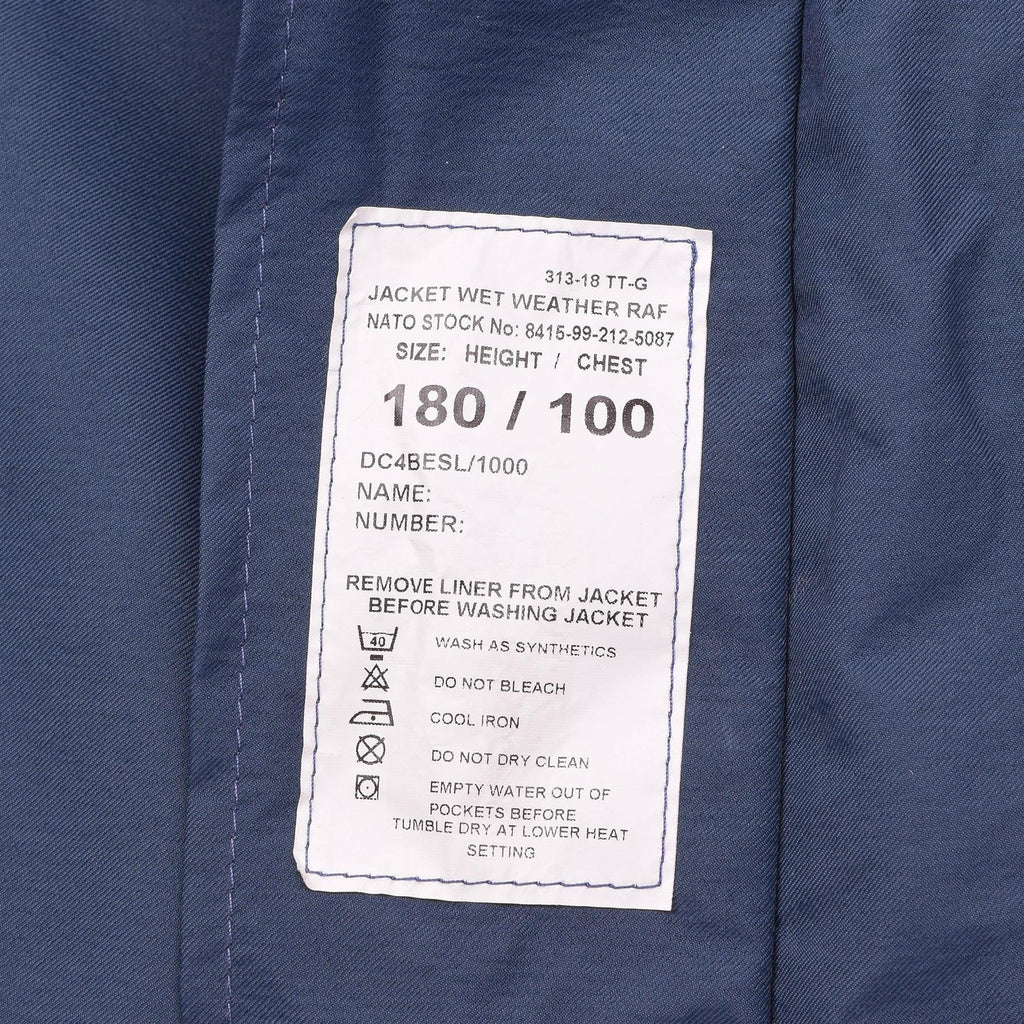 313-18 TT-G
JACKET WET WEATHER RAF
NATO STOCK No: 8415-99-212-5087
SIZE: HEIGHT / CHEST
180 / 100
DC4BESL/1000
NAME:
NUMBER:
REMOVE LINER FROM JACKET
BEFORE WASHING JACKET
40 WASH AS SYNTHETICS
DO NOT BLEACH
COOL IRON
DO NOT DRY CLEAN
EMPTY WATER OUT OF
POCKETS BEFORE
TUMBLE DRY AT LOWER HEAT
SETTING